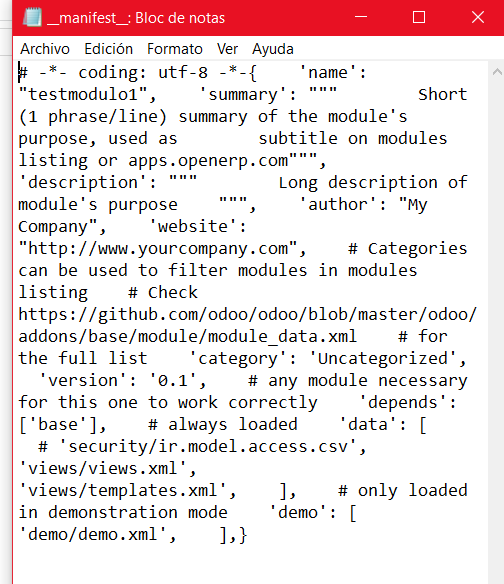 __manifest__: Bloc de notas
Archivo Edición Formato Ver Ayuda
# -*- coding: utf-8 -*-{    'name':
"testmodulo1",    'summary': """        Short
(1 phrase/line) summary of the module's
purpose, used as        subtitle on modules
listing or apps.openerp.com""",
'description': """        Long description of
module's purpose    """,    'author': "My
Company",    'website':
"http://www.yourcompany.com",    # Categories
can be used to filter modules in modules
listing    # Check
https://github.com/odoo/odoo/blob/master/odoo/
addons/base/module/module_data.xml    # for
the full list    'category': 'Uncategorized',
  'version': '0.1',    # any module necessary
for this one to work correctly    'depends':
['base'],    # always loaded    'data': [
  # 'security/ir.model.access.csv',
'views/views.xml',
'views/templates.xml',    ],    # only loaded
in demonstration mode    'demo': [
'demo/demo.xml',    ],}